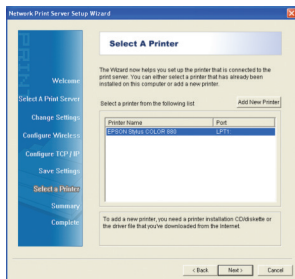 Network Print Server Setup Wizard
PRINT
Welcome
Select A Print Server
Change Settings
Configure Wireless
Configure TCP / IP
Save Settings
Select a Printer
Summary
Complete
Select A Printer
The Wizard now helps you set up the printer that is connected to the
print server. You can either select a printer that has already been
installed on this computer or add a new printer.
Select a printer from the following list
Add New Printer
Printer Name
Port
EPSON Stylus COLOR 880
LPT1:
To add a new printer, you need a printer installation CD/diskette or
the driver file that you've downloaded from the Internet.
< Back
Next >
Cancel